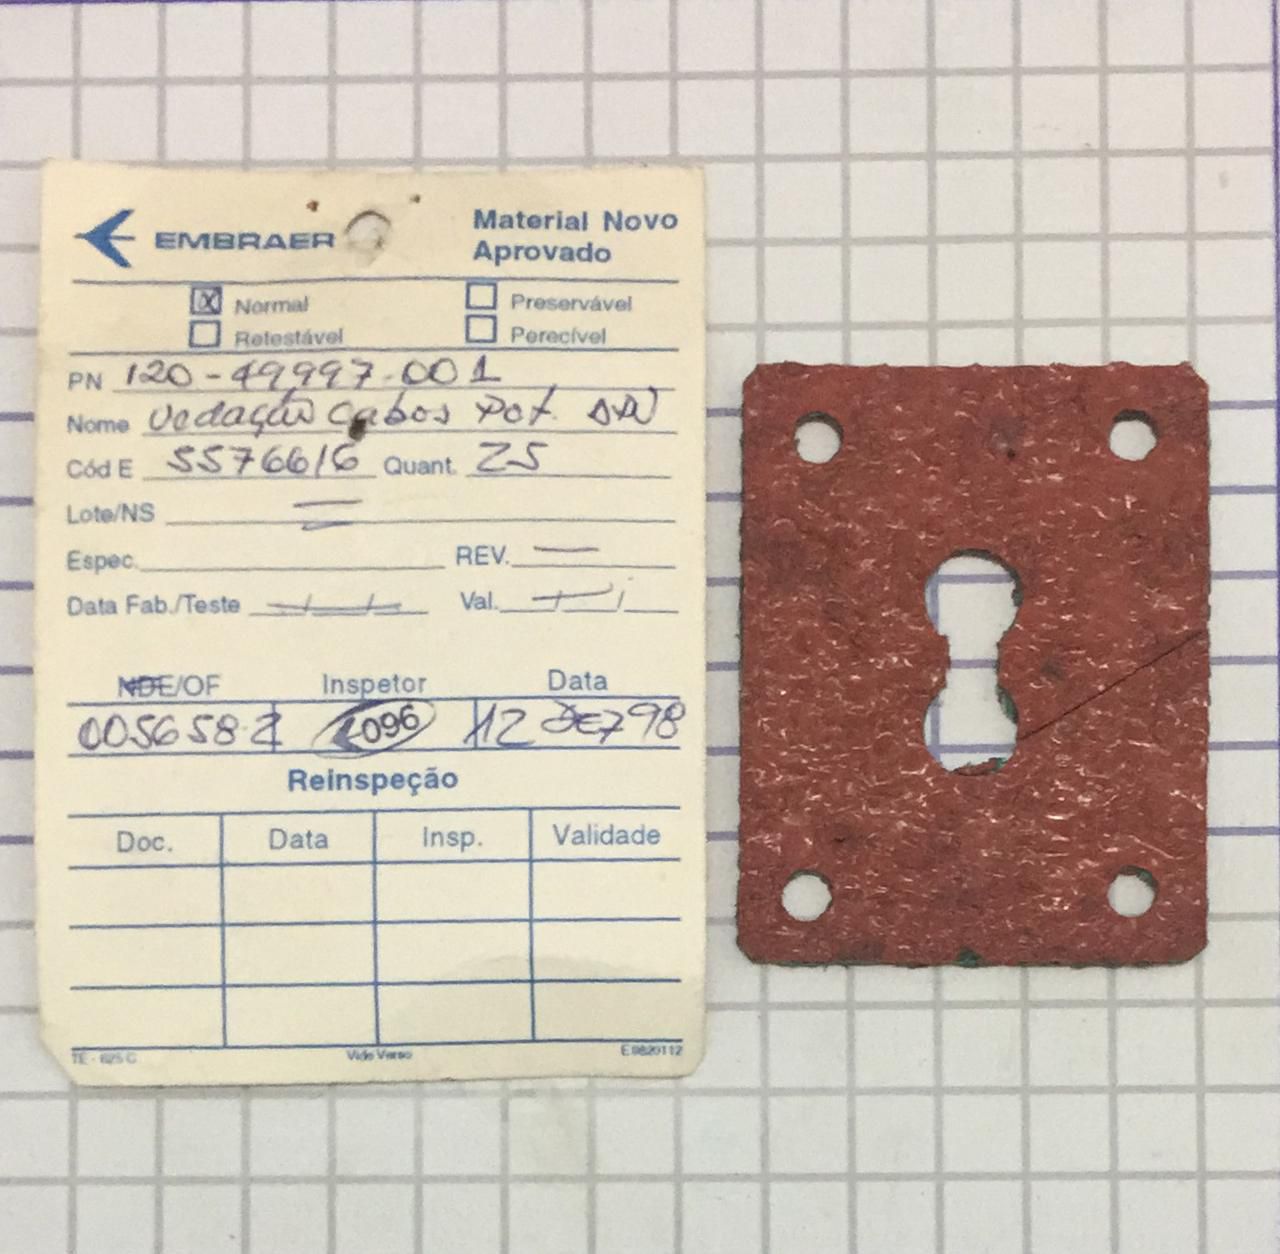 EMBRAER
Material Novo
Aprovado
x Normal
Preservável
Retestável
Perecível
PN 120-49997-001
Nome Vedação Cabos Pot.
Cód E 5576616 Quant. 25
Lote/NS
Espec. REV.
Data Fab./Teste Val.
NDE/OF Inspetor Data
005658-2 1096 12 DEZ 98
Reinspeção
Doc. Data Insp. Validade
TE - 625 C Vide Verso E9820112